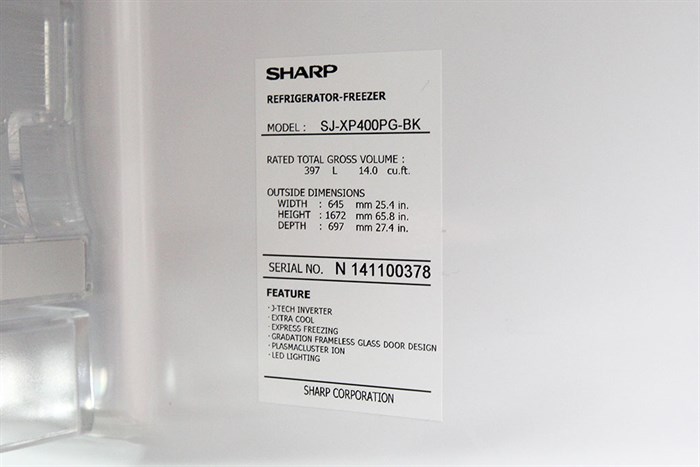 SHARP
REFRIGERATOR-FREEZER
MODEL : SJ-XP400PG-BK
RATED TOTAL GROSS VOLUME :
397 L 14.0 cu.ft.
OUTSIDE DIMENSIONS
WIDTH : 645 mm 25.4 in.
HEIGHT : 1672 mm 65.8 in.
DEPTH : 697 mm 27.4 in.
SERIAL NO. N 141100378
FEATURE
· J-TECH INVERTER
· EXTRA COOL
· EXPRESS FREEZING
· GRADATION FRAMELESS GLASS DOOR DESIGN
· PLASMACLUSTER ION
· LED LIGHTING
SHARP CORPORATION